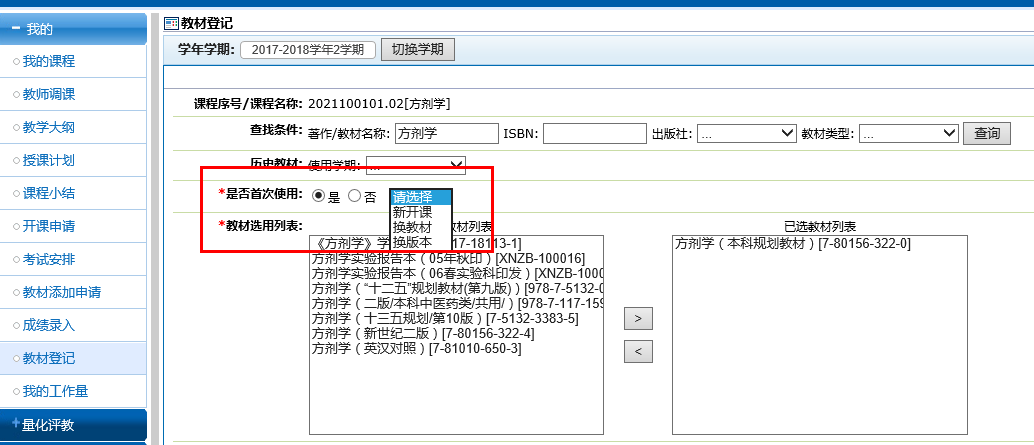 我的
我的课程
教师调课
教学大纲
授课计划
课程小结
开课申请
考试安排
教材添加申请
成绩录入
教材登记
我的工作量
量化评教
教材登记
学年学期: 2017-2018学年2学期 切换学期
课程序号/课程名称: 2021100101.02[方剂学]
查找条件: 著作/教材名称: 方剂学 ISBN: 出版社: ... 教材类型: ... 查询
历史教材: 使用学期: ...
*是否首次使用: 是 否 请选择
新开课
换教材
换版本
*教材选用列表: 教材列表 已选教材列表
《方剂学》学 17-18113-1]
方剂学实验报告本（05年秋印）[XNZB-100016]
方剂学实验报告本（06春实验科印发）[XNZB-1000
方剂学（“十二五”规划教材(第九版)）[978-7-5132-0
方剂学（二版/本科中医药类/共用/）[978-7-117-159
方剂学（十三五规划/第10版）[7-5132-3383-5]
方剂学（新世纪二版）[7-80156-322-4]
方剂学（英汉对照）[7-81010-650-3]
>
<
方剂学（本科规划教材）[7-80156-322-0]